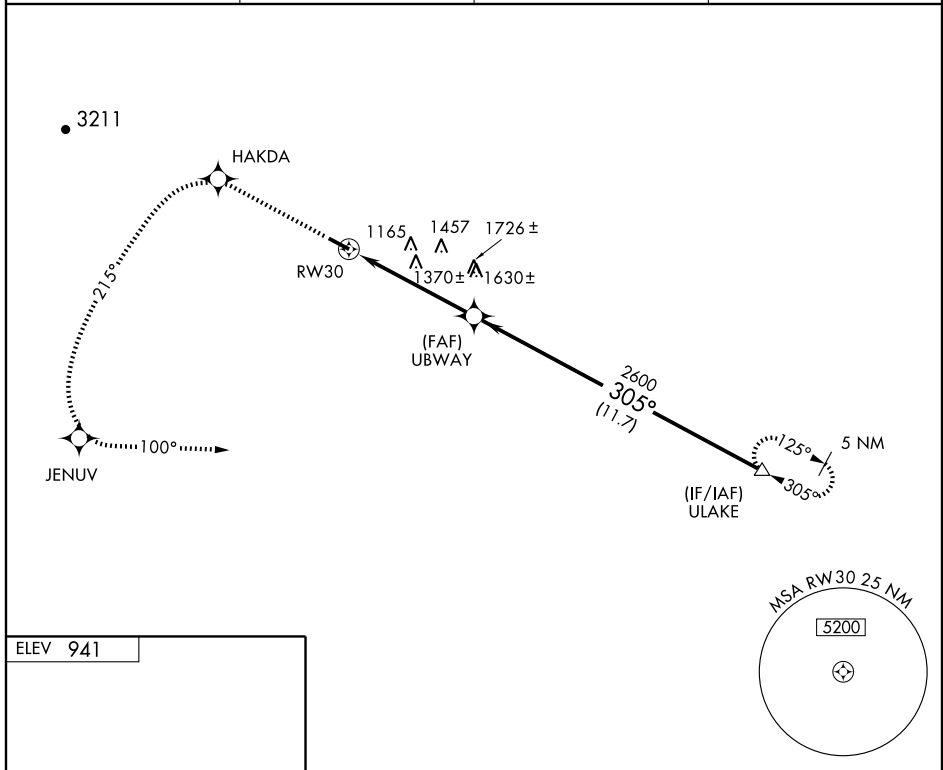 3211
HAKDA
1165
1457
1726 ±
1370 ±
1630 ±
RW30
215°
(FAF)
UBWAY
2600
305°
(11.7)
125°
5 NM
305°
100°
JENUV
(IF/IAF)
ULAKE
MSA RW30 25 NM
5200
ELEV 941